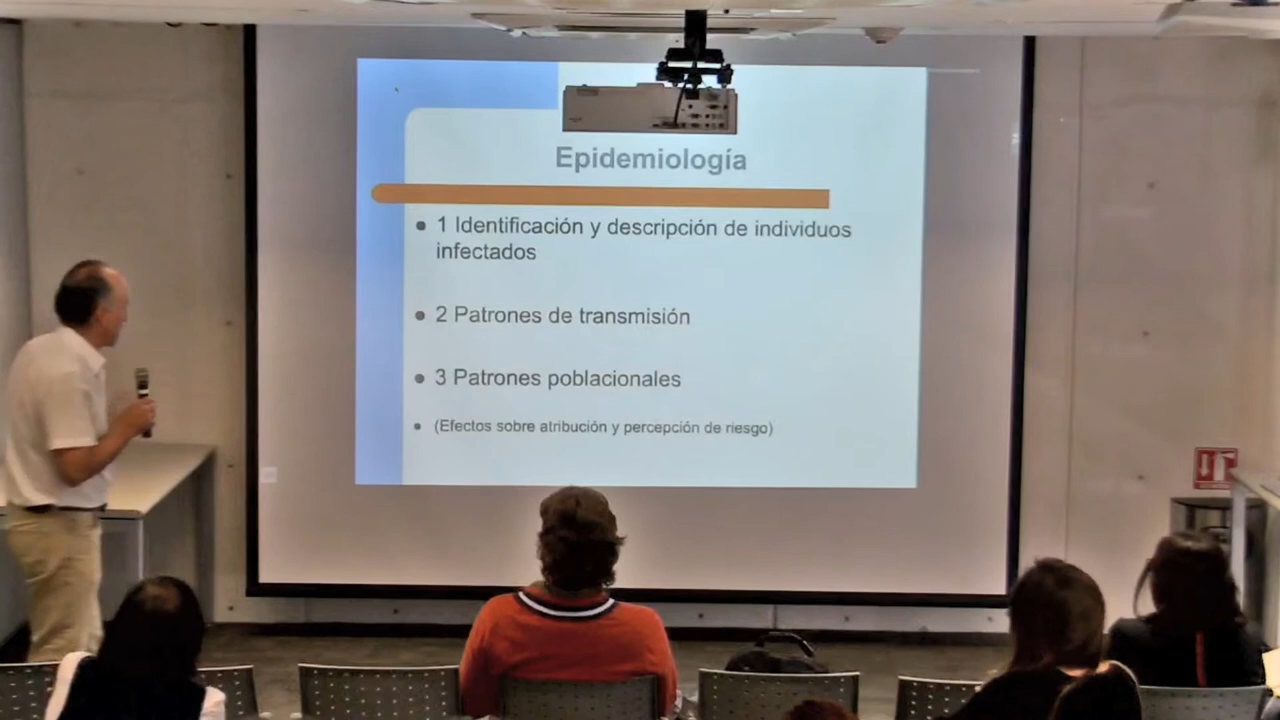 Epidemiología
• 1 Identificación y descripción de individuos
infectados
• 2 Patrones de transmisión
• 3 Patrones poblacionales
• (Efectos sobre atribución y percepción de riesgo)